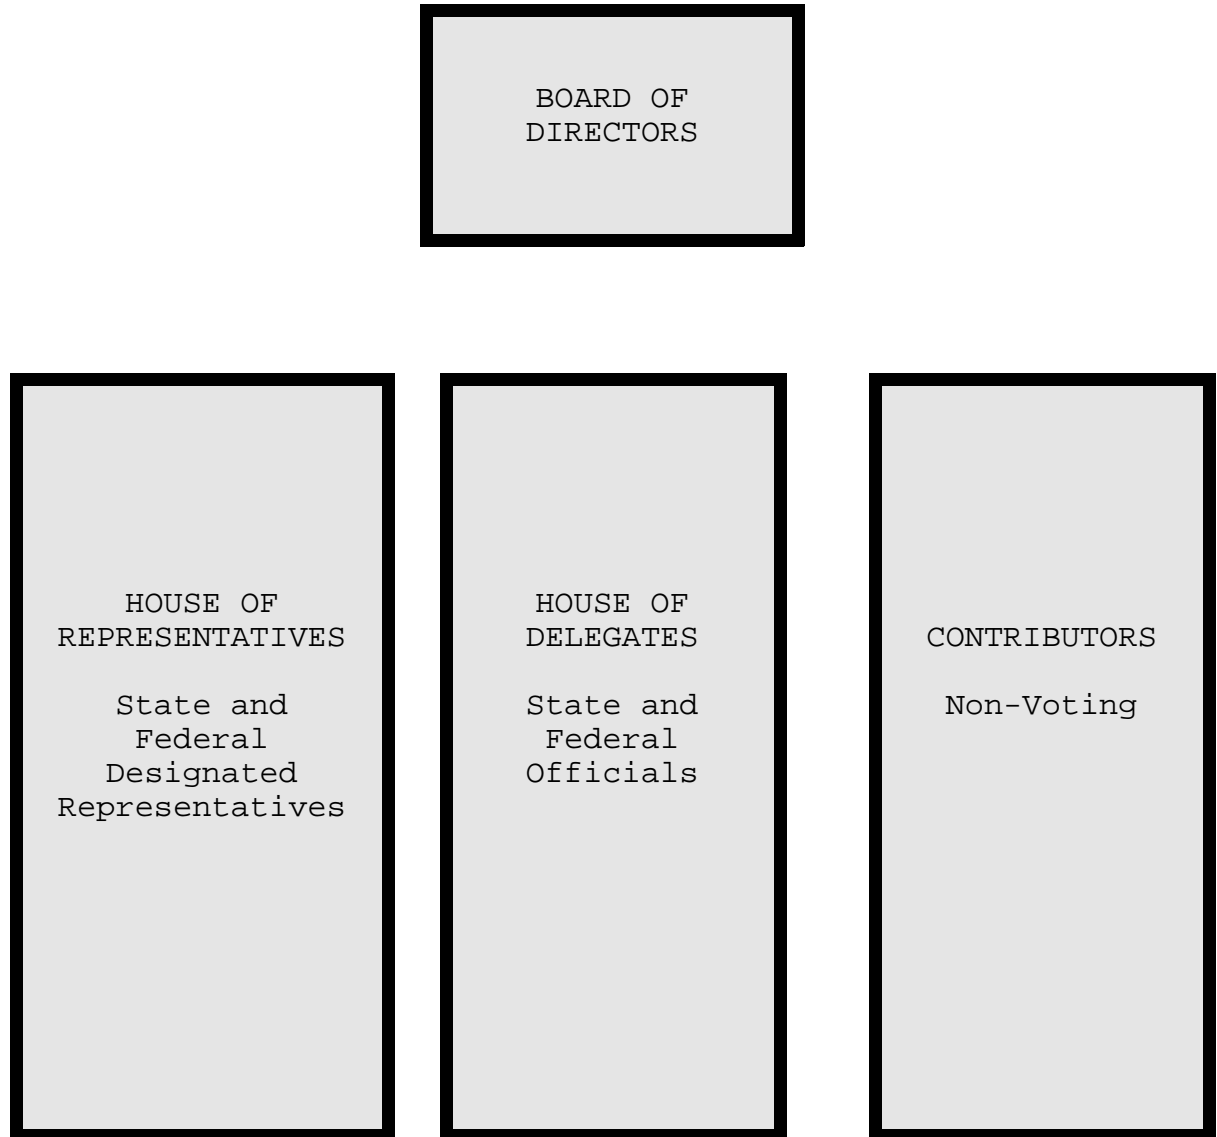 BOARD OF
DIRECTORS
HOUSE OF
REPRESENTATIVES
State and
Federal
Designated
Representatives
HOUSE OF
DELEGATES
State and
Federal
Officials
CONTRIBUTORS
Non-Voting